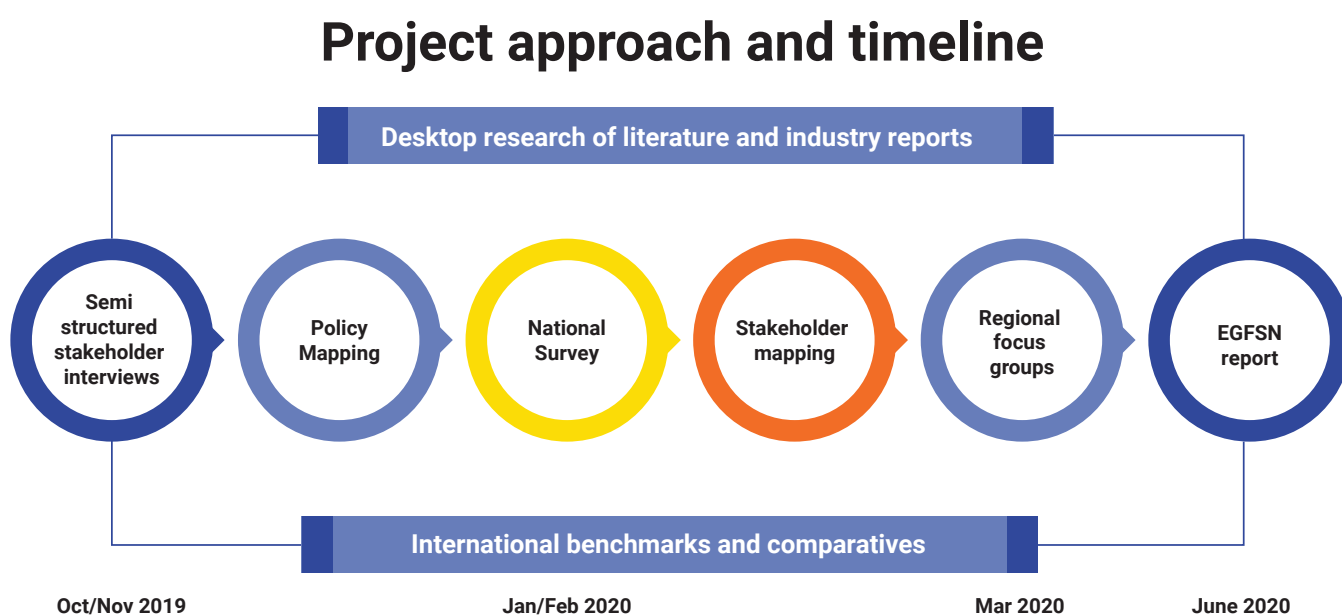 Project approach and timeline
Desktop research of literature and industry reports
Semi
structured
stakeholder
interviews
Policy
Mapping
National
Survey
Stakeholder
mapping
Regional
focus
groups
EGFSN
report
International benchmarks and comparatives
Oct/Nov 2019
Jan/Feb 2020
Mar 2020
June 2020